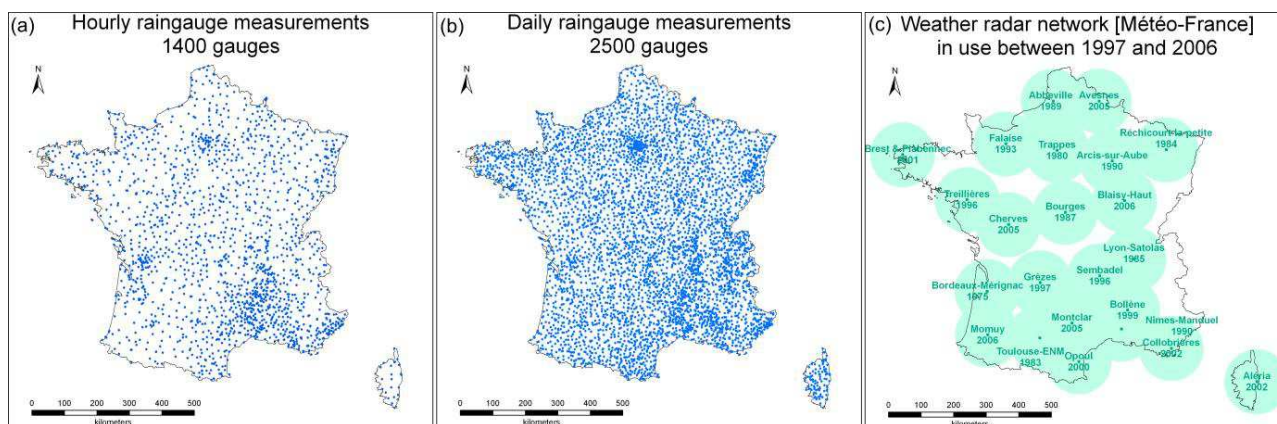 (a)
Hourly raingauge measurements
1400 gauges
N
0 100 200 300 400 500
kilometers
(b)
Daily raingauge measurements
2500 gauges
N
0 100 200 300 400 500
kilometers
(c)
Weather radar network [Météo-France]
in use between 1997 and 2006
N
Abbeville
1989
Avesnes
2005
Falaise
1993
Trappes
1980
Réchicourt-la-petite
1984
Arcis-sur-Aube
1990
Brest & Plabennec
2001
Treillières
1996
Cherves
2005
Bourges
1987
Blaisy-Haut
2006
Lyon-Satolas
1985
Sembadel
1996
Grèzes
1997
Bordeaux-Mérignac
1975
Bollène
1999
Montclar
2005
Nîmes-Manduel
1990
Momuy
2006
Collobrières
2002
Toulouse-ENM
1983
Opoul
2000
Aléria
2002
0 100 200 300 400 500
kilometers